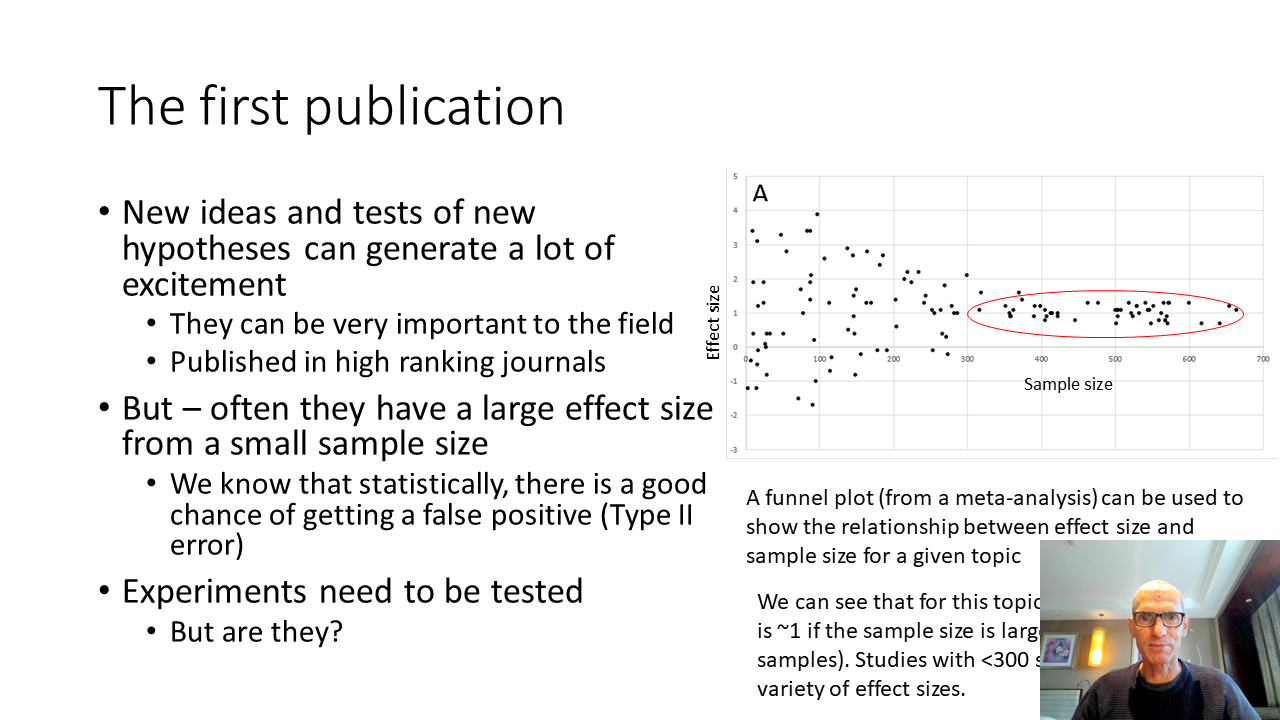 The first publication
• New ideas and tests of new
hypotheses can generate a lot of
excitement
• They can be very important to the field
• Published in high ranking journals
• But – often they have a large effect size
from a small sample size
• We know that statistically, there is a good
chance of getting a false positive (Type II
error)
• Experiments need to be tested
• But are they?
A
Effect size
5
4
3
2
1
0
-1
-2
-3
0 100 200 300 400 500 600 700
Sample size
A funnel plot (from a meta-analysis) can be used to
show the relationship between effect size and
sample size for a given topic
We can see that for this topic
is ~1 if the sample size is
samples). Studies with <300
variety of effect sizes.